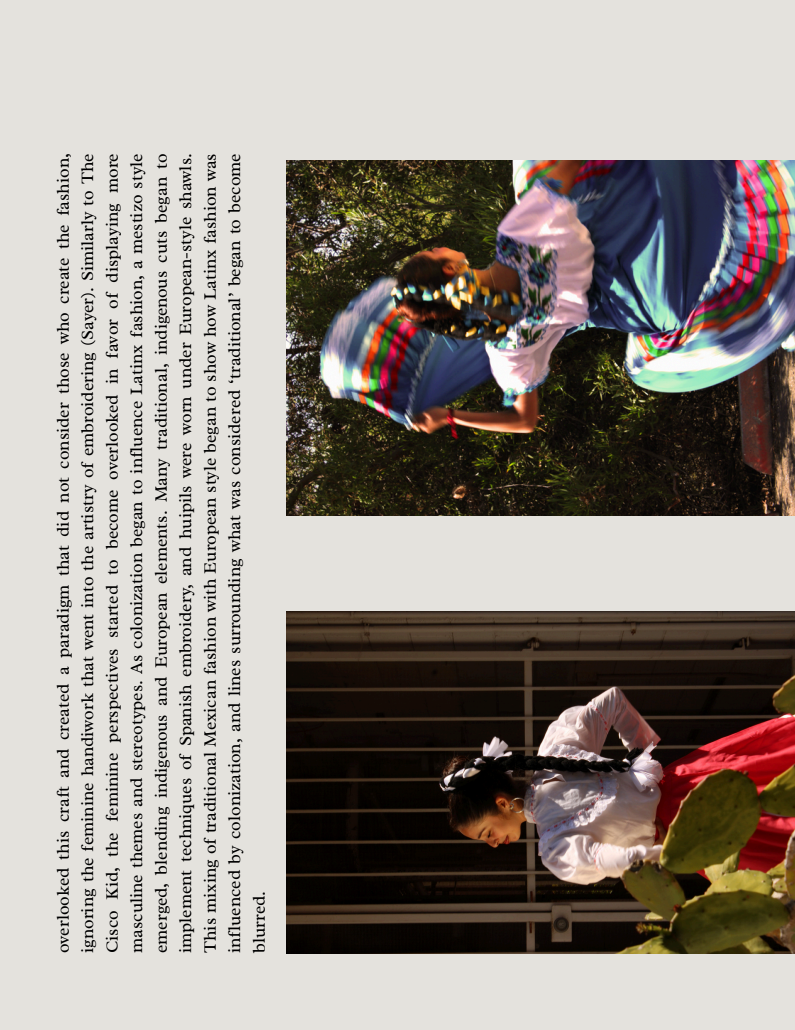 overlooked this craft and created a paradigm that did not consider those who create the fashion,
ignoring the feminine handiwork that went into the artistry of embroidering (Sayer). Similarly to The
Cisco Kid, the feminine perspectives started to become overlooked in favor of displaying more
masculine themes and stereotypes. As colonization began to influence Latinx fashion, a mestizo style
emerged, blending indigenous and European elements. Many traditional, indigenous cuts began to
implement techniques of Spanish embroidery, and huipils were worn under European-style shawls.
This mixing of traditional Mexican fashion with European style began to show how Latinx fashion was
influenced by colonization, and lines surrounding what was considered ‘traditional’ began to become
blurred.